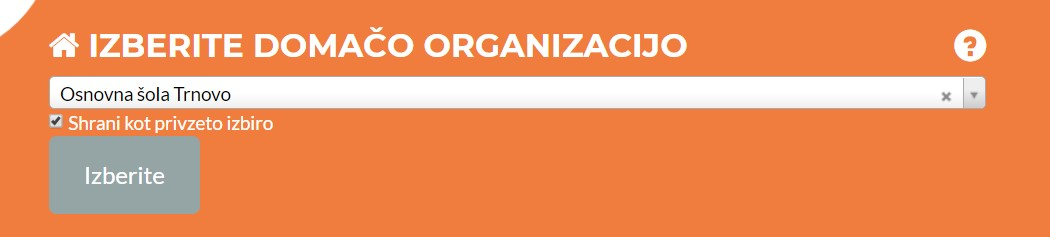 IZBERITE DOMAČO ORGANIZACIJO
Osnovna šola Trnovo
Shrani kot privzeto izbiro
Izberite